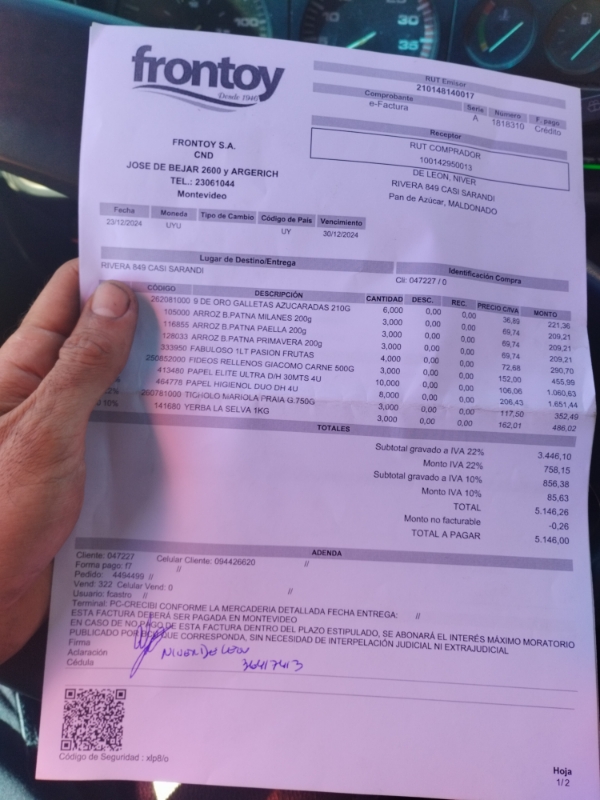 frontoy
Desde 1946
RUT Emisor
210148140017
Comprobante Serie Número F. pago
e-Factura A 1818310 Crédito
Receptor
RUT COMPRADOR
100142950013
DE LEON, NIVER
RIVERA 849 CASI SARANDI
Pan de Azúcar, MALDONADO
FRONTOY S.A.
CND
JOSE DE BEJAR 2600 y ARGERICH
TEL.: 23061044
Montevideo
Fecha Moneda Tipo de Cambio Código de País Vencimiento
23/12/2024 UYU UY 30/12/2024
Lugar de Destino/Entrega Identificación Compra
RIVERA 849 CASI SARANDI Cli: 047227 / 0
CÓDIGO DESCRIPCIÓN CANTIDAD DESC. REC. PRECIO C/IVA MONTO
262081000 9 DE ORO GALLETAS AZUCARADAS 210G 6,000 0,00 0,00 36,89 221,36
105000 ARROZ B.PATNA MILANES 200g 3,000 0,00 0,00 69,74 209,21
116855 ARROZ B.PATNA PAELLA 200g 3,000 0,00 0,00 69,74 209,21
128033 ARROZ B.PATNA PRIMAVERA 200g 3,000 0,00 0,00 69,74 209,21
333950 FABULOSO 1LT PASION FRUTAS 4,000 0,00 0,00 72,68 290,70
260852000 FIDEOS RELLENOS GIACOMO CARNE 500G 3,000 0,00 0,00 152,00 455,99
413480 PAPEL ELITE ULTRA D/H 30MTS 4U 10,000 0,00 0,00 106,06 1.060,63
464778 PAPEL HIGIENOL DUO DH 4U 8,000 0,00 0,00 206,43 1.651,44
260781000 TICHOLO MARIOLA PRAIA G.750G 3,000 0,00 0,00 117,50 352,49
10% 141680 YERBA LA SELVA 1KG 3,000 0,00 0,00 162,01 486,02
TOTALES
Subtotal gravado a IVA 22% 3.446,10
Monto IVA 22% 758,15
Subtotal gravado a IVA 10% 856,38
Monto IVA 10% 85,63
TOTAL 5.146,26
Monto no facturable -0,26
TOTAL A PAGAR 5.146,00
ADENDA
Cliente: 047227 Celular Cliente: 094426620 //
Forma pago: f7 //
Pedido: 4494499 //
Vend: 322 Celular Vend: 0 //
Usuario: fcastro //
Terminal: PC-CRECIBI CONFORME LA MERCADERIA DETALLADA FECHA ENTREGA: //
ESTA FACTURA DEBERÁ SER PAGADA EN MONTEVIDEO
EN CASO DE NO PAGO DE ESTA FACTURA DENTRO DEL PLAZO ESTIPULADO, SE ABONARÁ EL INTERÉS MÁXIMO MORATORIO
PUBLICADO POR BCU QUE CORRESPONDA, SIN NECESIDAD DE INTERPELACIÓN JUDICIAL NI EXTRAJUDICIAL
Firma
Aclaración NIVER DE LEON
Cédula 36417413
Código de Seguridad : xlp8/o
Hoja
1/2